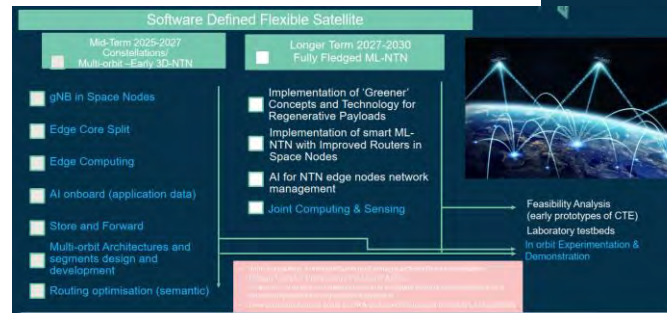 Software Defined Flexible Satellite
Mid-Term 2025-2027
Constellations/
Multi-orbit –Early 3D-NTN
gNB in Space Nodes
Edge Core Split
Edge Computing
AI onboard (application data)
Store and Forward
Multi-orbit Architectures and
segments design and
development
Routing optimisation (semantic)
Longer Term 2027-2030
Fully Fledged ML-NTN
Implementation of 'Greener'
Concepts and Technology for
Regenerative Payloads
Implementation of smart ML-
NTN with Improved Routers in
Space Nodes
AI for NTN edge nodes network
management
Joint Computing & Sensing
Feasibility Analysis
(early prototypes of CTE)
Laboratory testbeds
In orbit Experimentation &
Demonstration